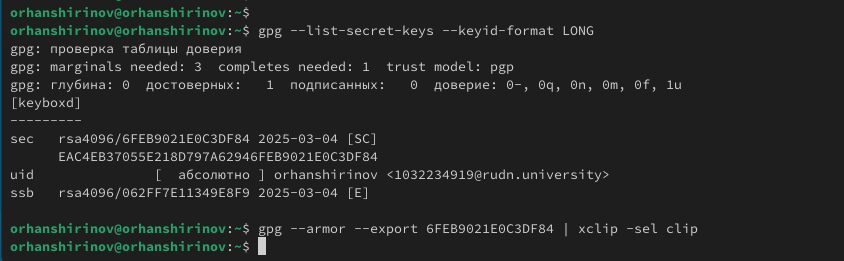 orhanshirinov@orhanshirinov:~$
orhanshirinov@orhanshirinov:~$ gpg --list-secret-keys --keyid-format LONG
gpg: проверка таблицы доверия
gpg: marginals needed: 3  completes needed: 1  trust model: pgp
gpg: глубина: 0  достоверных:   1  подписанных:   0  доверие: 0-, 0q, 0n, 0m, 0f, 1u
[keyboxd]
---------
sec   rsa4096/6FEB9021E0C3DF84 2025-03-04 [SC]
      EAC4EB37055E218D797A62946FEB9021E0C3DF84
uid               [  абсолютно ] orhanshirinov <1032234919@rudn.university>
ssb   rsa4096/062FF7E11349E8F9 2025-03-04 [E]

orhanshirinov@orhanshirinov:~$ gpg --armor --export 6FEB9021E0C3DF84 | xclip -sel clip
orhanshirinov@orhanshirinov:~$